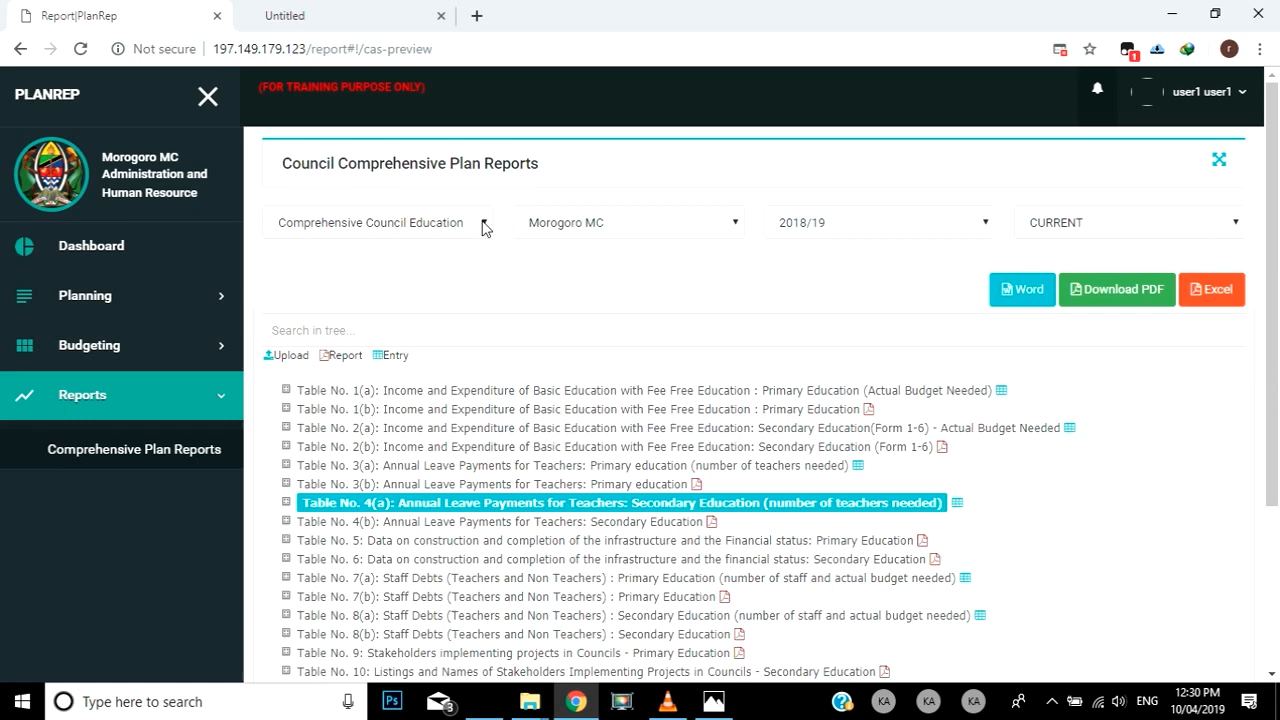 Report|PlanRep
Untitled
Not secure | 197.149.179.123/report#!/cas-preview
1
r
PLANREP
(FOR TRAINING PURPOSE ONLY)
user1 user1
Morogoro MC
Administration and
Human Resource
Council Comprehensive Plan Reports
Comprehensive Council Education
Morogoro MC
2018/19
CURRENT
Dashboard
Planning
Budgeting
Reports
Comprehensive Plan Reports
Word
Download PDF
Excel
Search in tree...
Upload Report Entry
Table No. 1(a): Income and Expenditure of Basic Education with Fee Free Education : Primary Education (Actual Budget Needed)
Table No. 1(b): Income and Expenditure of Basic Education with Fee Free Education : Primary Education
Table No. 2(a): Income and Expenditure of Basic Education with Fee Free Education: Secondary Education(Form 1-6) - Actual Budget Needed
Table No. 2(b): Income and Expenditure of Basic Education with Fee Free Education: Secondary Education (Form 1-6)
Table No. 3(a): Annual Leave Payments for Teachers: Primary education (number of teachers needed)
Table No. 3(b): Annual Leave Payments for Teachers: Primary education
Table No. 4(a): Annual Leave Payments for Teachers: Secondary Education (number of teachers needed)
Table No. 4(b): Annual Leave Payments for Teachers: Secondary Education
Table No. 5: Data on construction and completion of the infrastructure and the Financial status: Primary Education
Table No. 6: Data on construction and completion of the infrastructure and the financial status: Secondary Education
Table No. 7(a): Staff Debts (Teachers and Non Teachers) : Primary Education (number of staff and actual budget needed)
Table No. 7(b): Staff Debts (Teachers and Non Teachers) : Primary Education
Table No. 8(a): Staff Debts (Teachers and Non Teachers) : Secondary Education (number of staff and actual budget needed)
Table No. 8(b): Staff Debts (Teachers and Non Teachers) : Secondary Education
Table No. 9: Stakeholders implementing projects in Councils - Primary Education
Table No. 10: Listings and Names of Stakeholders Implementing Projects in Councils - Secondary Education
Type here to search
Ps
3
KA
KA
KA
ENG
12:30 PM
10/04/2019